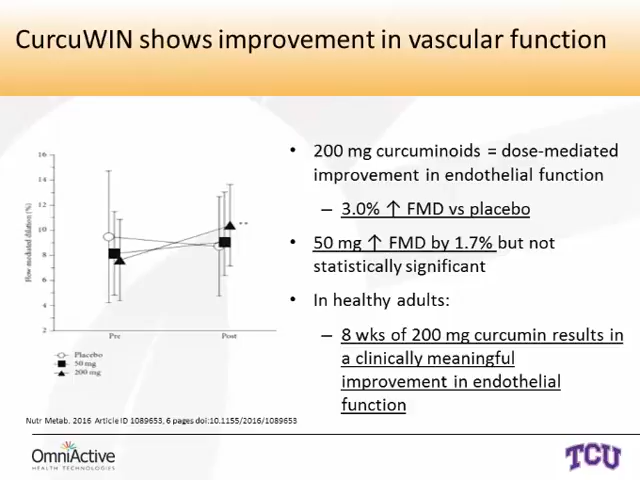 CurcuWIN shows improvement in vascular function
16
14
12
10
8
6
4
2
Flow mediated dilation (%)
Pre
Post
**
Placebo
50 mg
200 mg
• 200 mg curcuminoids = dose-mediated
improvement in endothelial function
– 3.0% ↑ FMD vs placebo
• 50 mg ↑ FMD by 1.7% but not
statistically significant
• In healthy adults:
– 8 wks of 200 mg curcumin results in
a clinically meaningful
improvement in endothelial
function
Nutr Metab. 2016 Article ID 1089653, 6 pages doi:10.1155/2016/1089653
OmniActive
HEALTH TECHNOLOGIES
TCU